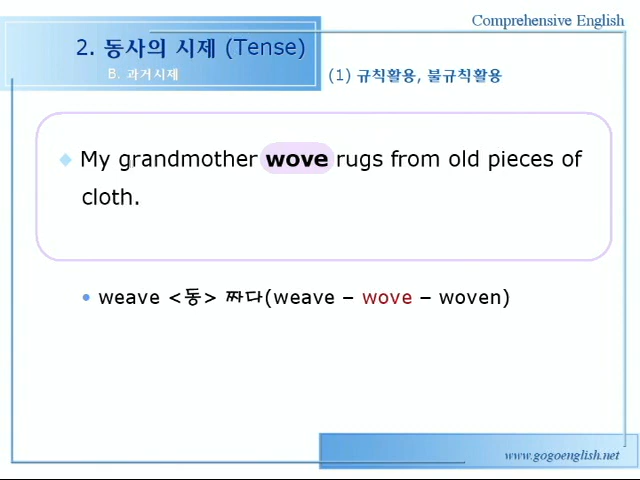 Comprehensive English
2. 동사의 시제 (Tense)
B. 과거시제
(1) 규칙활용, 불규칙활용
My grandmother wove rugs from old pieces of
cloth.
weave <동> 짜다(weave – wove – woven)
www.gogoenglish.net